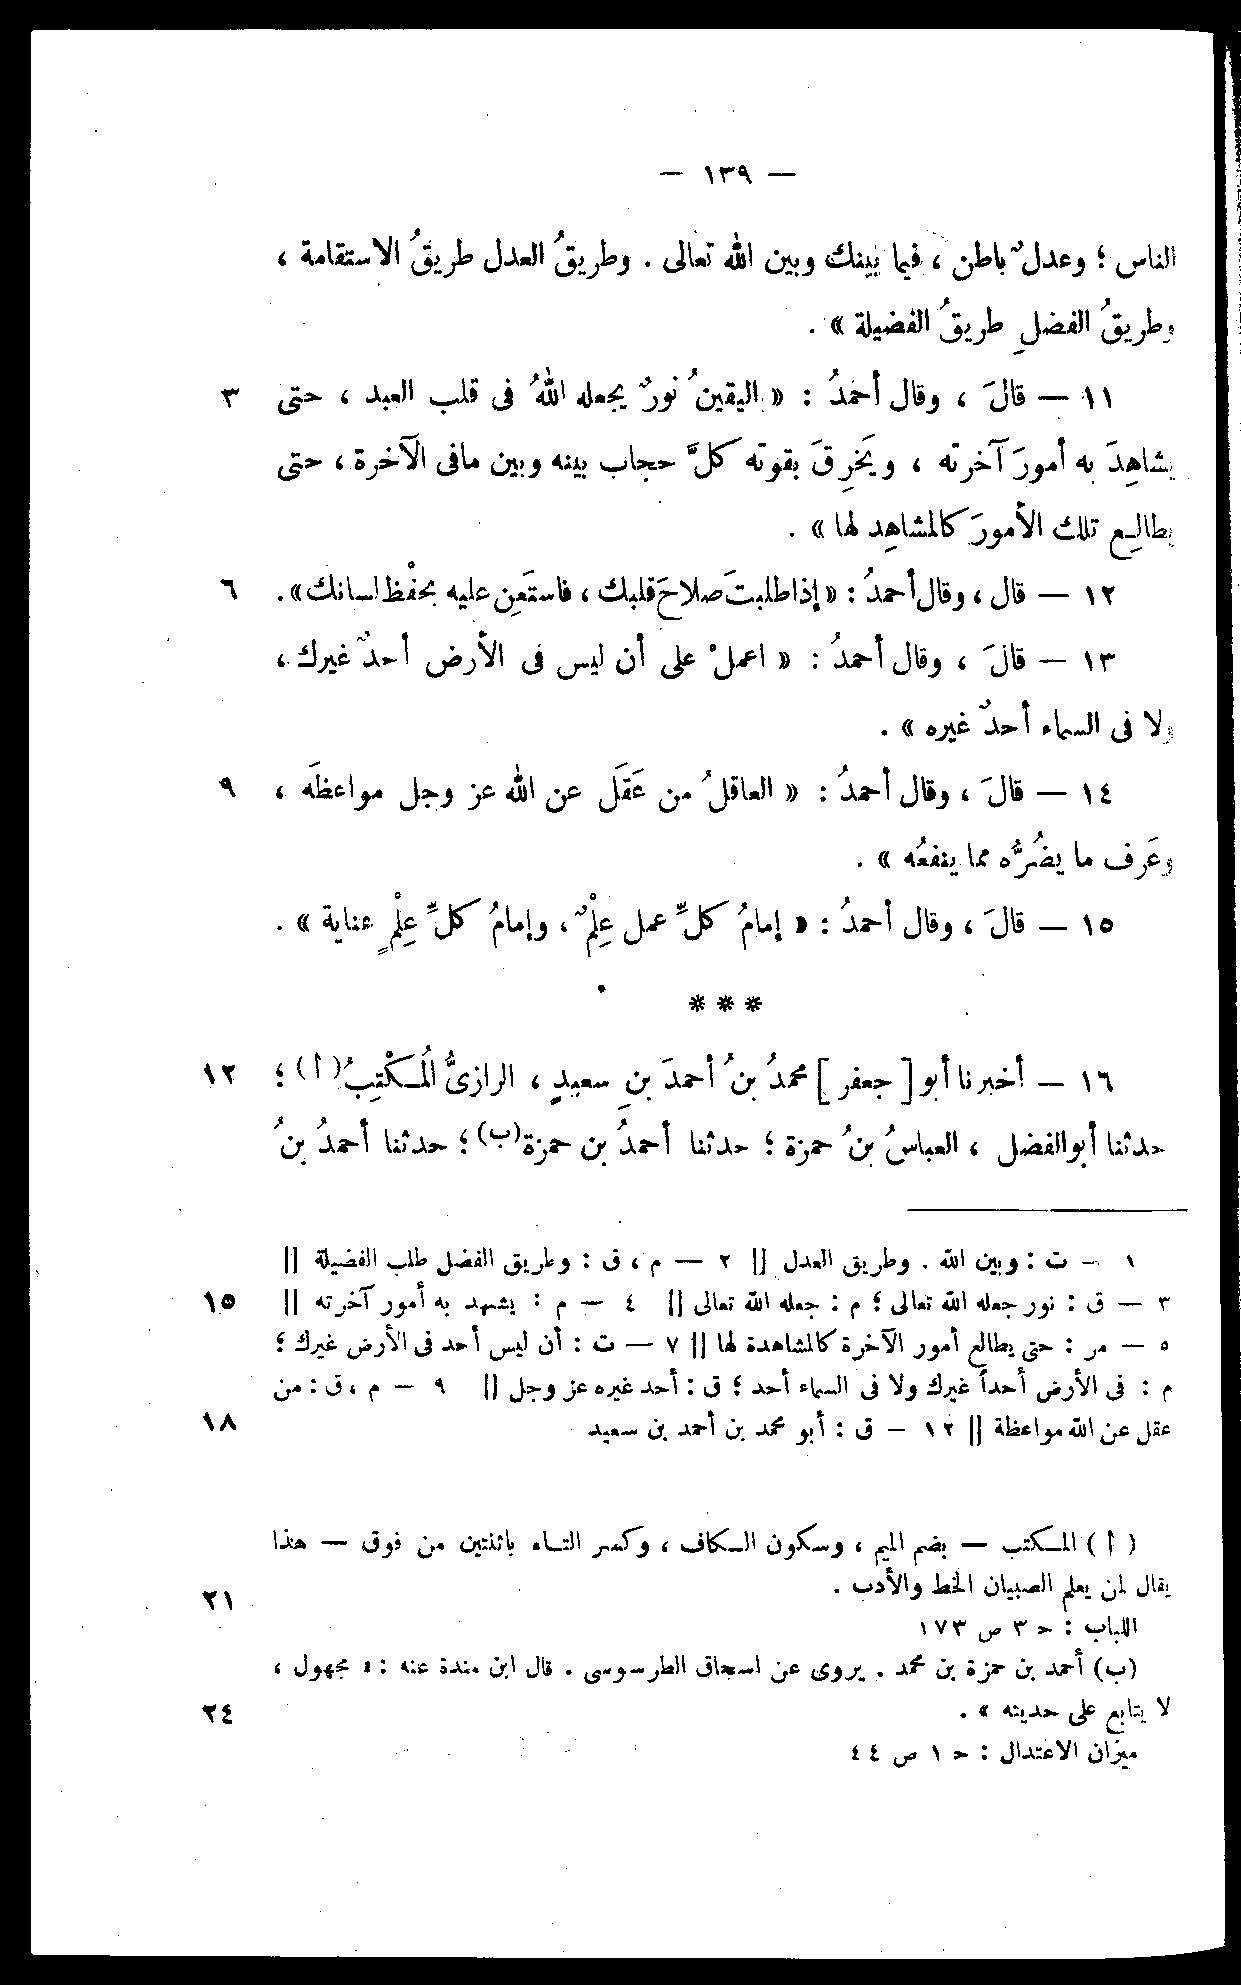 — ١٣٩ —
الناس ؛ وعدلٌ باطن ، فيما بينك وبين الله تعالى . وطريقُ العدل طريقُ الاستقامة ،
وطريقُ الفضلِ طريقُ الفضيلة » .
١١ — قالَ ، وقال أحمدُ : « اليقينُ نورٌ يجعله اللهُ فى قلب العبد ، حتى ٣
يشاهِدَ به أمورَ آخرته ، ويَخرِقَ بقوته كلَّ حجاب بينه وبين مافى الآخرة ، حتى
يطالِع تلك الأمورَ كالمشاهِد لها » .
١٢ — قال ، وقال أحمدُ : « إذا طلبتَ صلاحَ قلبك ، فاستَعِن عليه بحفْظ لسانك » . ٦
١٣ — قالَ ، وقال أحمدُ : « اعملْ على أن ليس فى الأرض أحدٌ غيرك ،
ولا فى السماء أحدٌ غيره » .
١٤ — قالَ ، وقال أحمدُ : « العاقلُ من عَقَل عن الله عز وجل مواعظَه ، ٩
وعَرف ما يضُرُّه مما ينفعُه » .
١٥ — قالَ ، وقال أحمدُ : « إمامُ كلِّ عمل عِلْمٌ ، وإمامُ كلِّ عِلْمٍ عناية » .
* * *
١٦ — أخبرنا أبو [ جعفر ] محمدُ بنُ أحمدَ بنِ سعيدٍ ، الرازىُّ المُكْتِبُ(أ) ؛ ١٢
حدثنا أبوالفضل ، العباسُ بنُ حمزة ؛ حدثنا أحمدُ بن حمزة(ب) ؛ حدثنا أحمدُ بنُ
١ — ت : وبين الله . وطريق العدل || ٢ — م ، ق : وطريق الفضل طلب الفضيلة ||
٣ — ق : نور جعله الله تعالى ؛ م : جعله الله تعالى || ٤ — م : يشهد به أمور آخرته || ١٥
٥ — مر : حتى يطالع أمور الآخرة كالمشاهدة لها || ٧ — ت : أن ليس أحد فى الأرض غيرك ؛
م : فى الأرض أحداً غيرك ولا فى السماء أحد ؛ ق : أحد غيره عز وجل || ٩ — م ، ق : من
عقل عن الله مواعظة || ١٢ — ق : أبو محمد بن أحمد بن سعيد ١٨
( أ ) المكتب — بضم الميم ، وسكون الكاف ، وكسر التاء باثنتين من فوق — هذا
يقال لمن يعلم الصبيان الخط والأدب . ٢١
اللباب : ح ٣ ص ١٧٣
(ب) أحمد بن حمزة بن محمد . يروى عن اسحاق الطرسوسى . قال ابن مندة عنه : « مجهول ،
لا يتابع على حديثه » . ٢٤
ميزان الاعتدال : ح ١ ص ٤٤